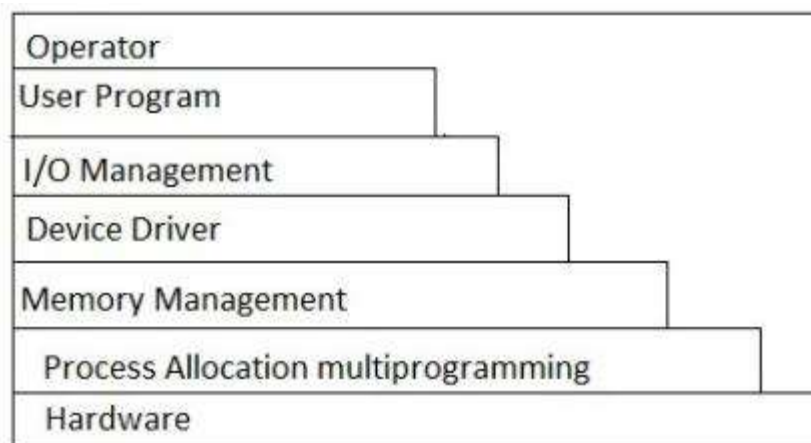 Operator
User Program
I/O Management
Device Driver
Memory Management
Process Allocation multiprogramming
Hardware